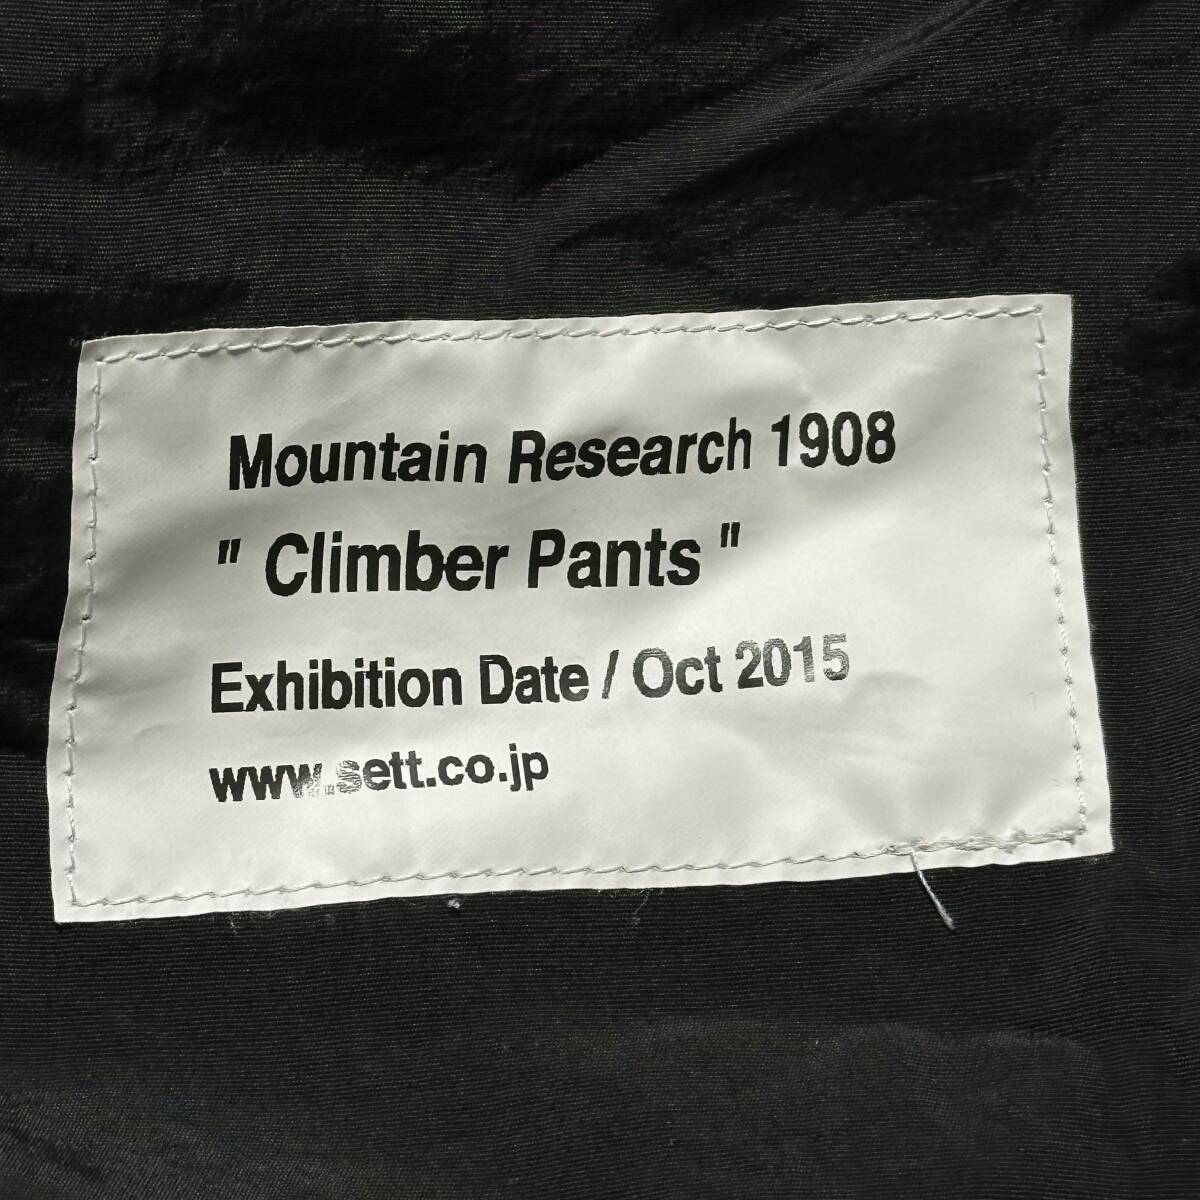 Mountain Research 1908
" Climber Pants "
Exhibition Date / Oct 2015
www.sett.co.jp